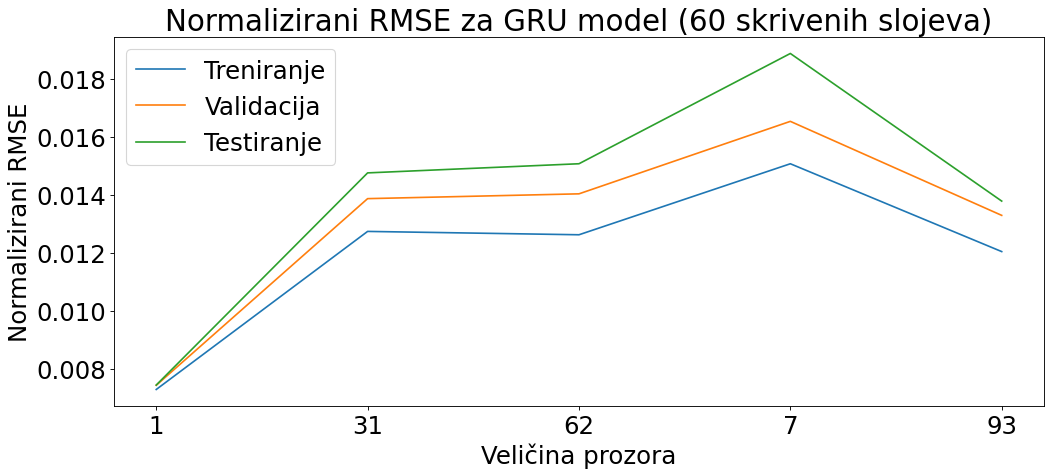 Normalizirani RMSE za GRU model (60 skrivenih slojeva)
Treniranje
Validacija
Testiranje
Normalizirani RMSE
0.018
0.016
0.014
0.012
0.010
0.008
1 31 62 7 93
Veličina prozora